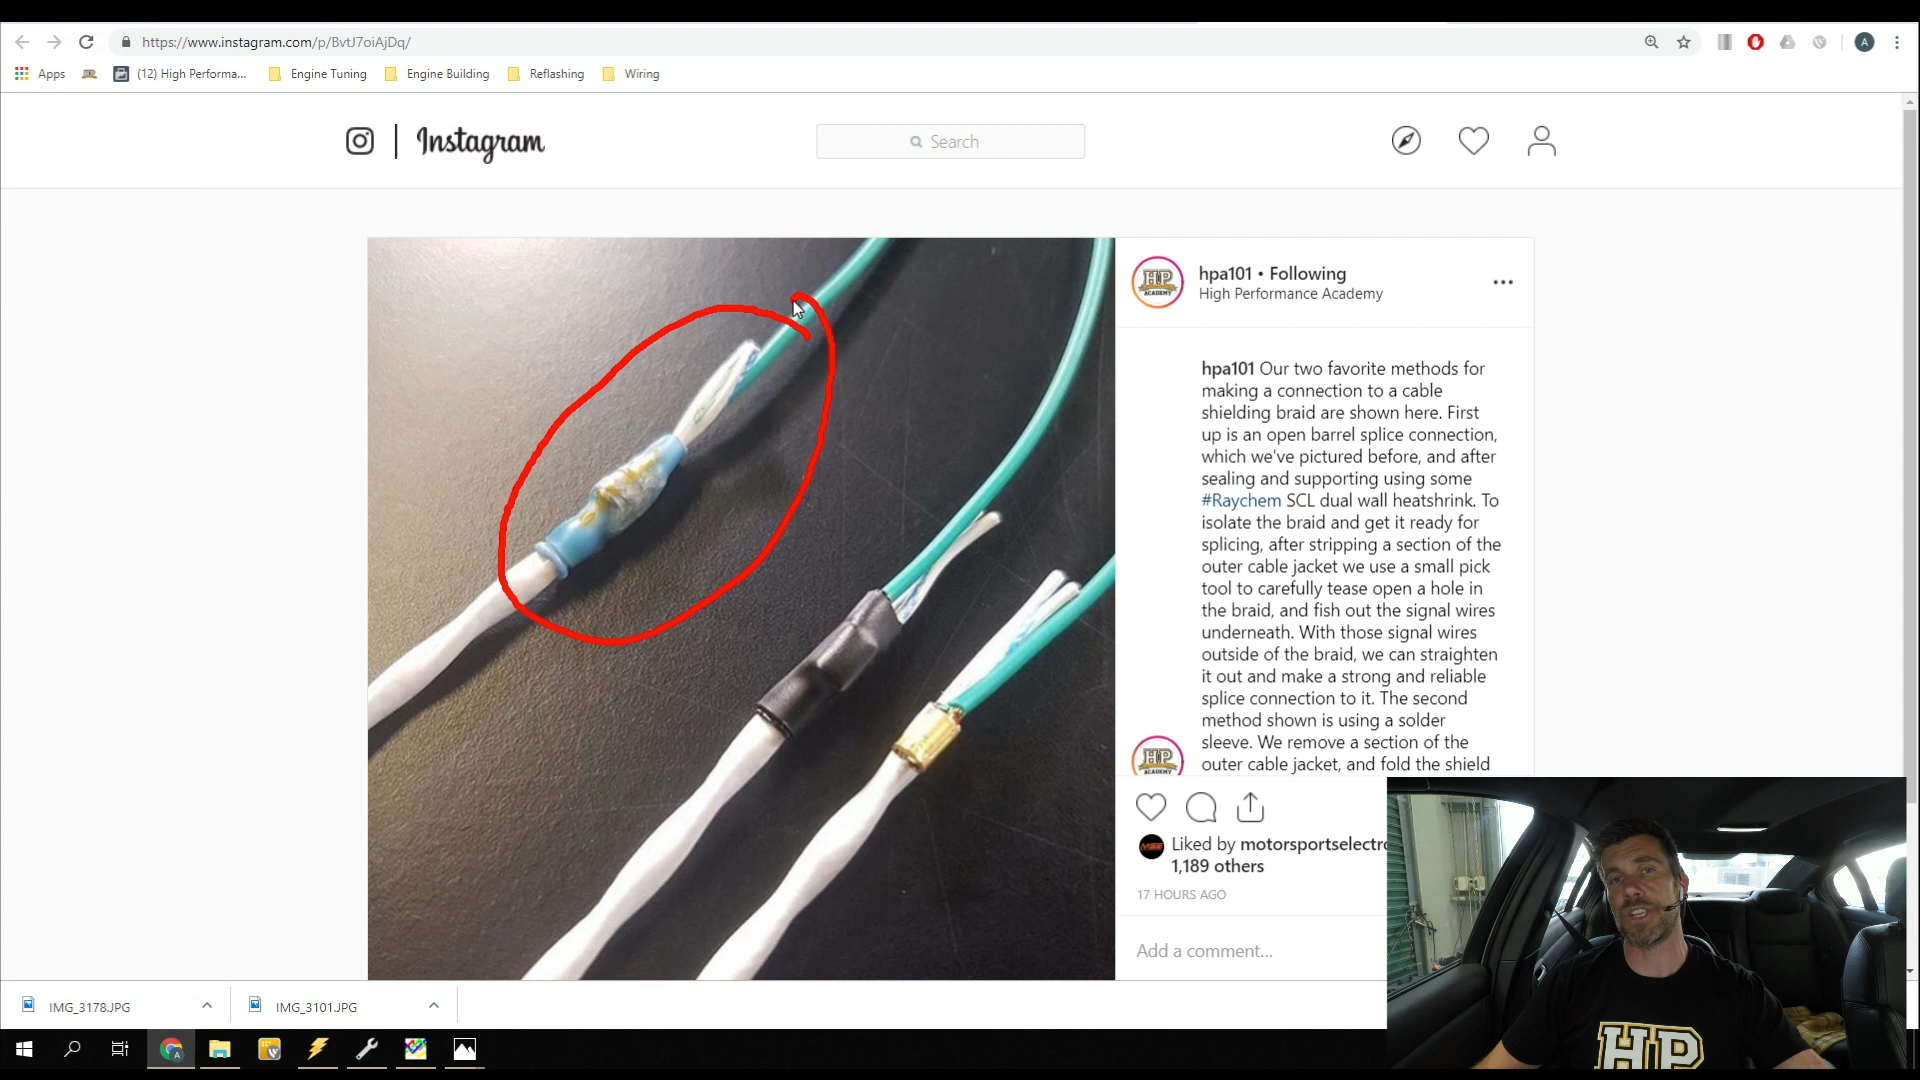 https://www.instagram.com/p/BvtJ7oiAjDq/
A
Apps
(12) High Performa...
Engine Tuning
Engine Building
Reflashing
Wiring
Instagram
Search
HP
ACADEMY
hpa101 • Following
High Performance Academy
hpa101 Our two favorite methods for
making a connection to a cable
shielding braid are shown here. First
up is an open barrel splice connection,
which we've pictured before, and after
sealing and supporting using some
#Raychem SCL dual wall heatshrink. To
isolate the braid and get it ready for
splicing, after stripping a section of the
outer cable jacket we use a small pick
tool to carefully tease open a hole in
the braid, and fish out the signal wires
underneath. With those signal wires
outside of the braid, we can straighten
it out and make a strong and reliable
splice connection to it. The second
method shown is using a solder
sleeve. We remove a section of the
outer cable jacket, and fold the shield
HP
ACADEMY
MSE
Liked by motorsportselectro
1,189 others
17 HOURS AGO
Add a comment...
IMG_3178.JPG
IMG_3101.JPG
HP